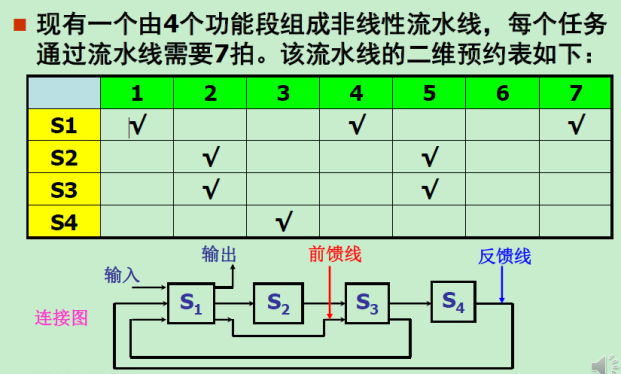 现有一个由4个功能段组成非线性流水线，每个任务
通过流水线需要7拍。该流水线的二维预约表如下：
1 2 3 4 5 6 7
S1 √ √ √
S2 √ √
S3 √ √
S4 √
输出 前馈线 反馈线
输入
S1 S2 S3 S4
连接图